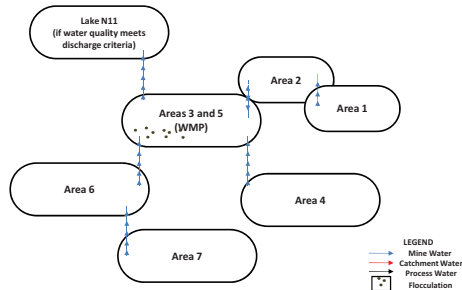 Lake N11
(if water quality meets
discharge criteria)
Area 2
Area 1
Areas 3 and 5
(WMP)
Area 6
Area 4
Area 7
LEGEND
Mine Water
Catchment Water
Process Water
Flocculation